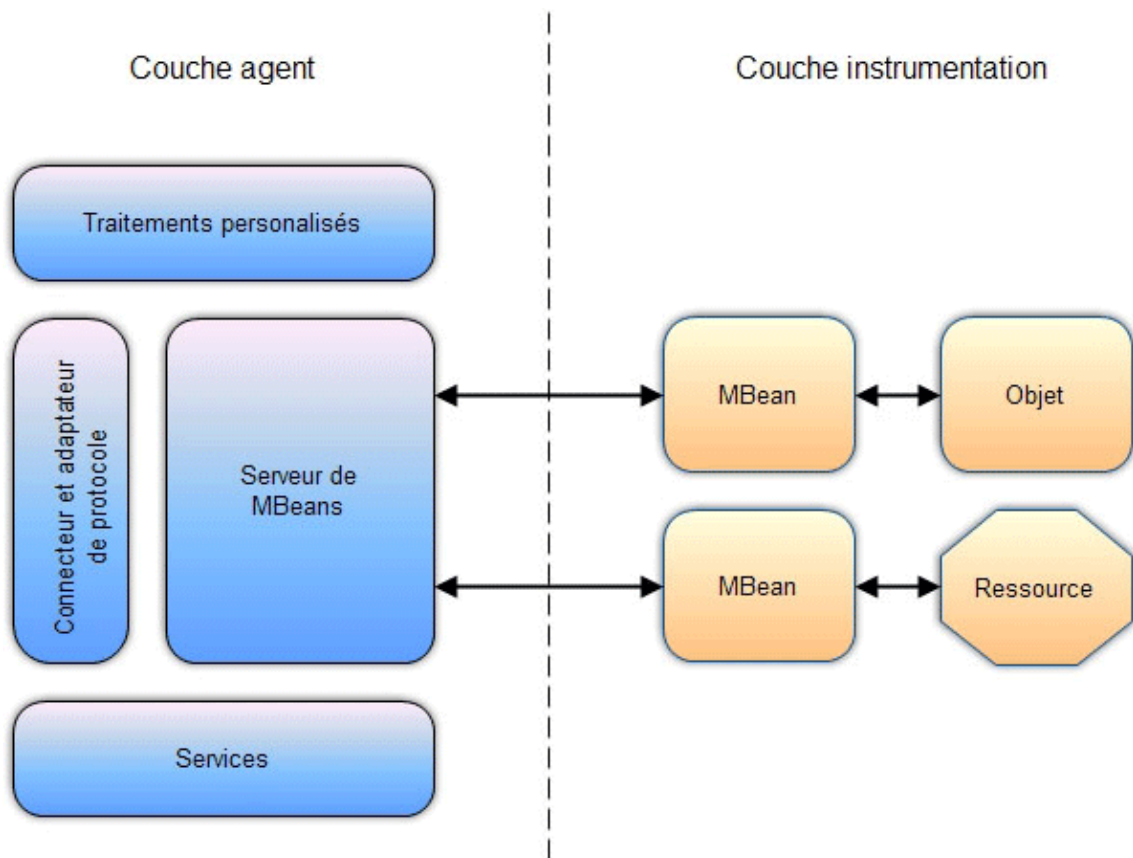 Couche agent
Couche instrumentation
Traitements personalisés
Connecteur et adaptateur
de protocole
Serveur de
MBeans
MBean
Objet
MBean
Ressource
Services